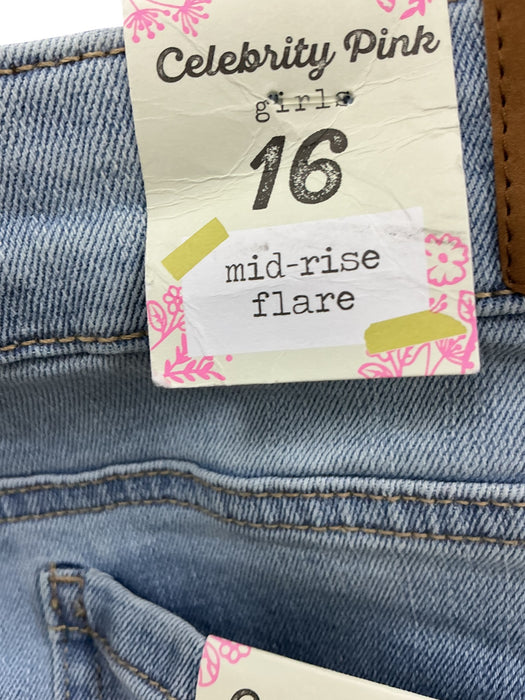 Celebrity Pink
girls
16
mid-rise
flare